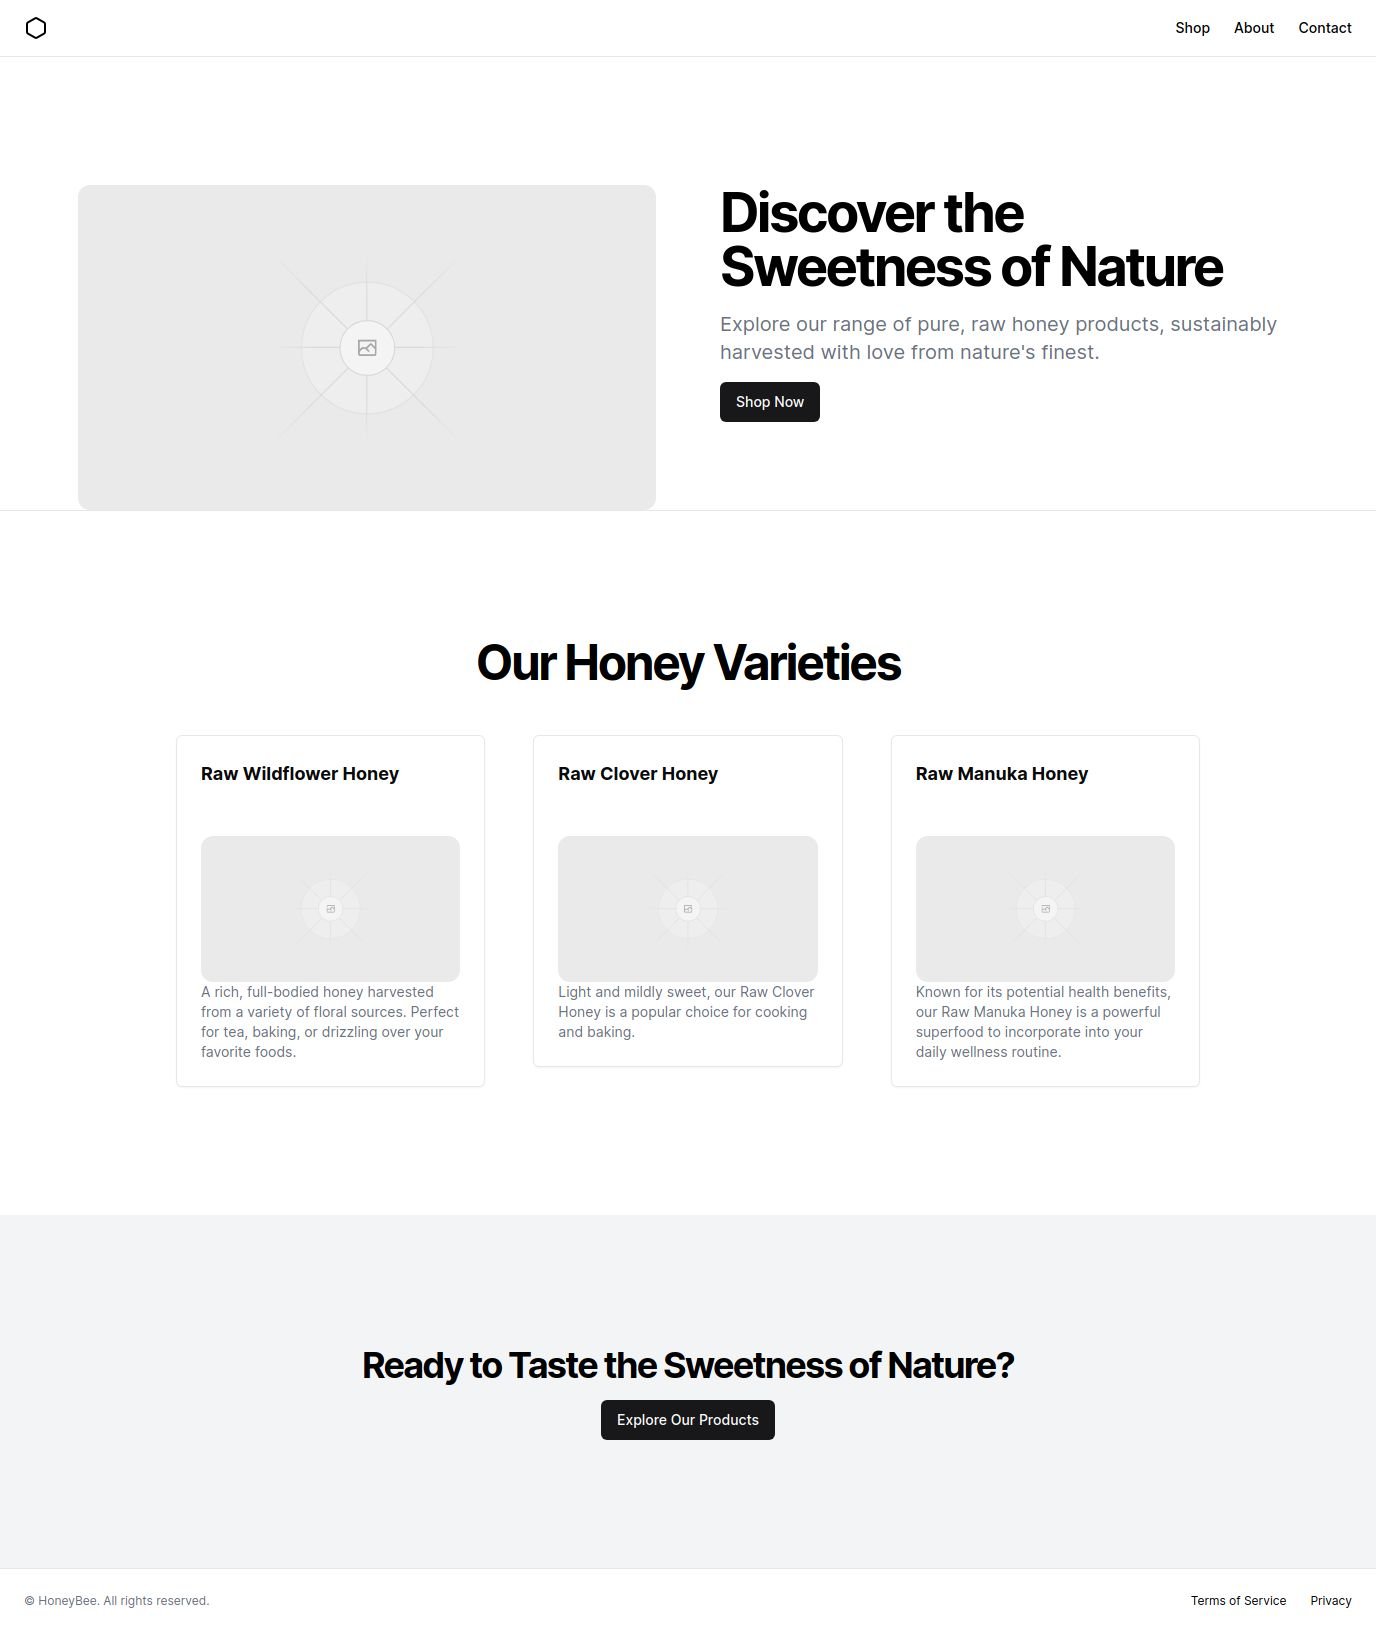 Shop About Contact
Discover the
Sweetness of Nature
Explore our range of pure, raw honey products, sustainably
harvested with love from nature's finest.
Shop Now
Our Honey Varieties
Raw Wildflower Honey
A rich, full-bodied honey harvested
from a variety of floral sources. Perfect
for tea, baking, or drizzling over your
favorite foods.
Raw Clover Honey
Light and mildly sweet, our Raw Clover
Honey is a popular choice for cooking
and baking.
Raw Manuka Honey
Known for its potential health benefits,
our Raw Manuka Honey is a powerful
superfood to incorporate into your
daily wellness routine.
Ready to Taste the Sweetness of Nature?
Explore Our Products
© HoneyBee. All rights reserved.
Terms of Service Privacy